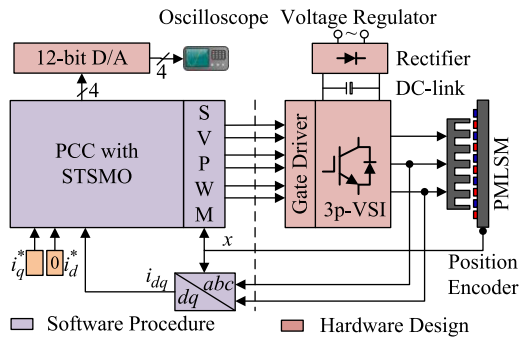 Oscilloscope Voltage Regulator
~
12-bit D/A
4
Rectifier
4
DC-link
PCC with
STSMO
SVPWM
Gate Driver
3p-VSI
PMLSM
x
i*q
0
i*d
idq
abc
dq
Position
Encoder
Software Procedure
Hardware Design